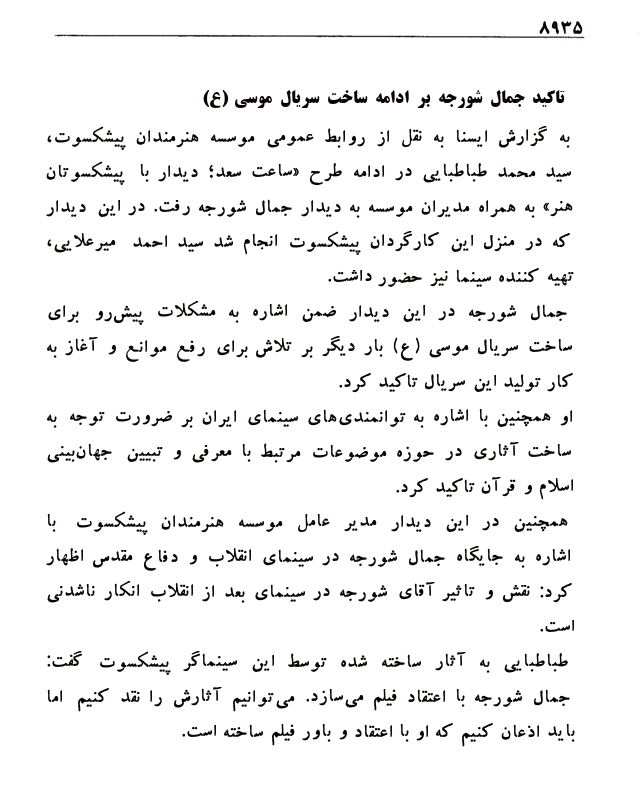 ۸۹۳۵
تاکید جمال شورجه بر ادامه ساخت سریال موسی (ع)
به گزارش ایسنا به نقل از روابط عمومی موسسه هنرمندان پیشکسوت،
سید محمد طباطبایی در ادامه طرح «ساعت سعد؛ دیدار با پیشکسوتان
هنر» به همراه مدیران موسسه به دیدار جمال شورجه رفت. در این دیدار
که در منزل این کارگردان پیشکسوت انجام شد سید احمد میرعلایی،
تهیه کننده سینما نیز حضور داشت.
جمال شورجه در این دیدار ضمن اشاره به مشکلات پیش‌رو برای
ساخت سریال موسی (ع) بار دیگر بر تلاش برای رفع موانع و آغاز به
کار تولید این سریال تاکید کرد.
او همچنین با اشاره به توانمندی‌های سینمای ایران بر ضرورت توجه به
ساخت آثاری در حوزه موضوعات مرتبط با معرفی و تبیین جهان‌بینی
اسلام و قرآن تاکید کرد.
همچنین در این دیدار مدیر عامل موسسه هنرمندان پیشکسوت با
اشاره به جایگاه جمال شورجه در سینمای انقلاب و دفاع مقدس اظهار
کرد: نقش و تاثیر آقای شورجه در سینمای بعد از انقلاب انکار ناشدنی
است.
طباطبایی به آثار ساخته شده توسط این سینماگر پیشکسوت گفت:
جمال شورجه با اعتقاد فیلم می‌سازد. می‌توانیم آثارش را نقد کنیم اما
باید اذعان کنیم که او با اعتقاد و باور فیلم ساخته است.